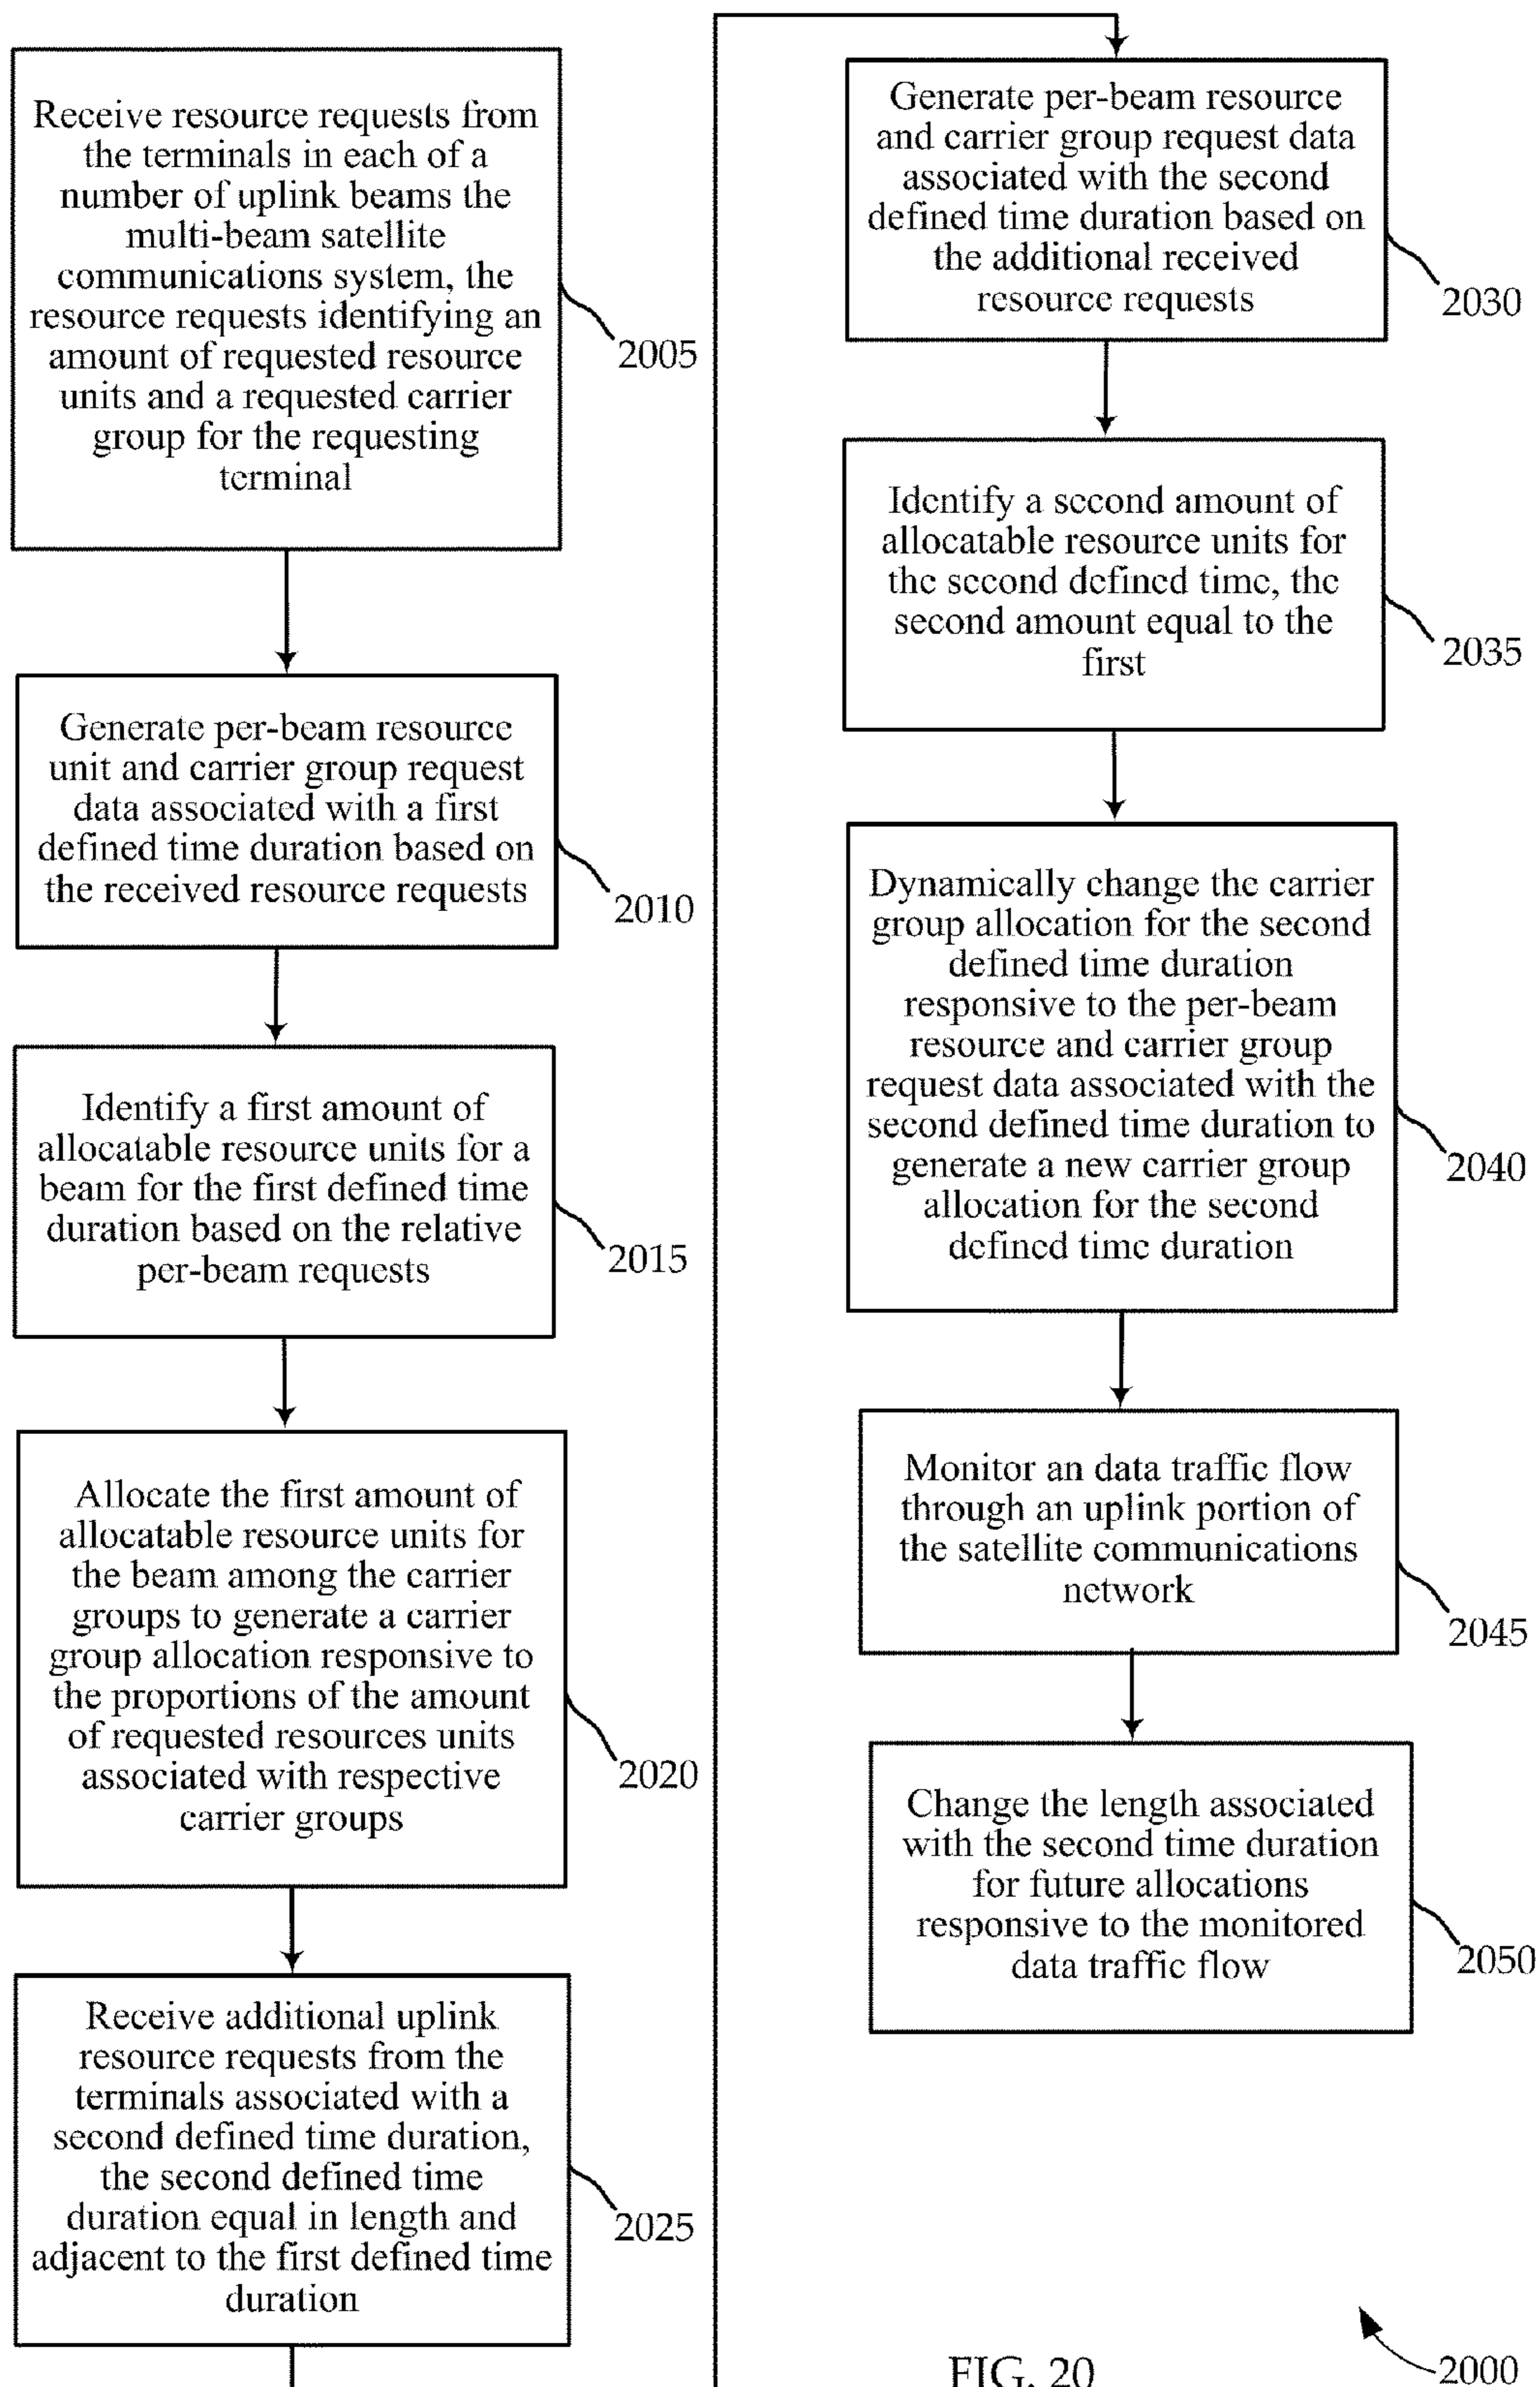 Receive resource requests from
the terminals in each of a
number of uplink beams the
multi-beam satellite
communications system, the
resource requests identifying an
amount of requested resource
units and a requested carrier
group for the requesting
terminal
2005
Generate per-beam resource
unit and carrier group request
data associated with a first
defined time duration based on
the received resource requests
2010
Identify a first amount of
allocatable resource units for a
beam for the first defined time
duration based on the relative
per-beam requests
2015
Allocate the first amount of
allocatable resource units for
the beam among the carrier
groups to generate a carrier
group allocation responsive to
the proportions of the amount
of requested resources units
associated with respective
carrier groups
2020
Receive additional uplink
resource requests from the
terminals associated with a
second defined time duration,
the second defined time
duration equal in length and
adjacent to the first defined time
duration
2025
Generate per-beam resource
and carrier group request data
associated with the second
defined time duration based on
the additional received
resource requests
2030
Identify a second amount of
allocatable resource units for
the second defined time, the
second amount equal to the
first
2035
Dynamically change the carrier
group allocation for the second
defined time duration
responsive to the per-beam
resource and carrier group
request data associated with the
second defined time duration to
generate a new carrier group
allocation for the second
defined time duration
2040
Monitor an data traffic flow
through an uplink portion of
the satellite communications
network
2045
Change the length associated
with the second time duration
for future allocations
responsive to the monitored
data traffic flow
2050
FIG. 20
2000